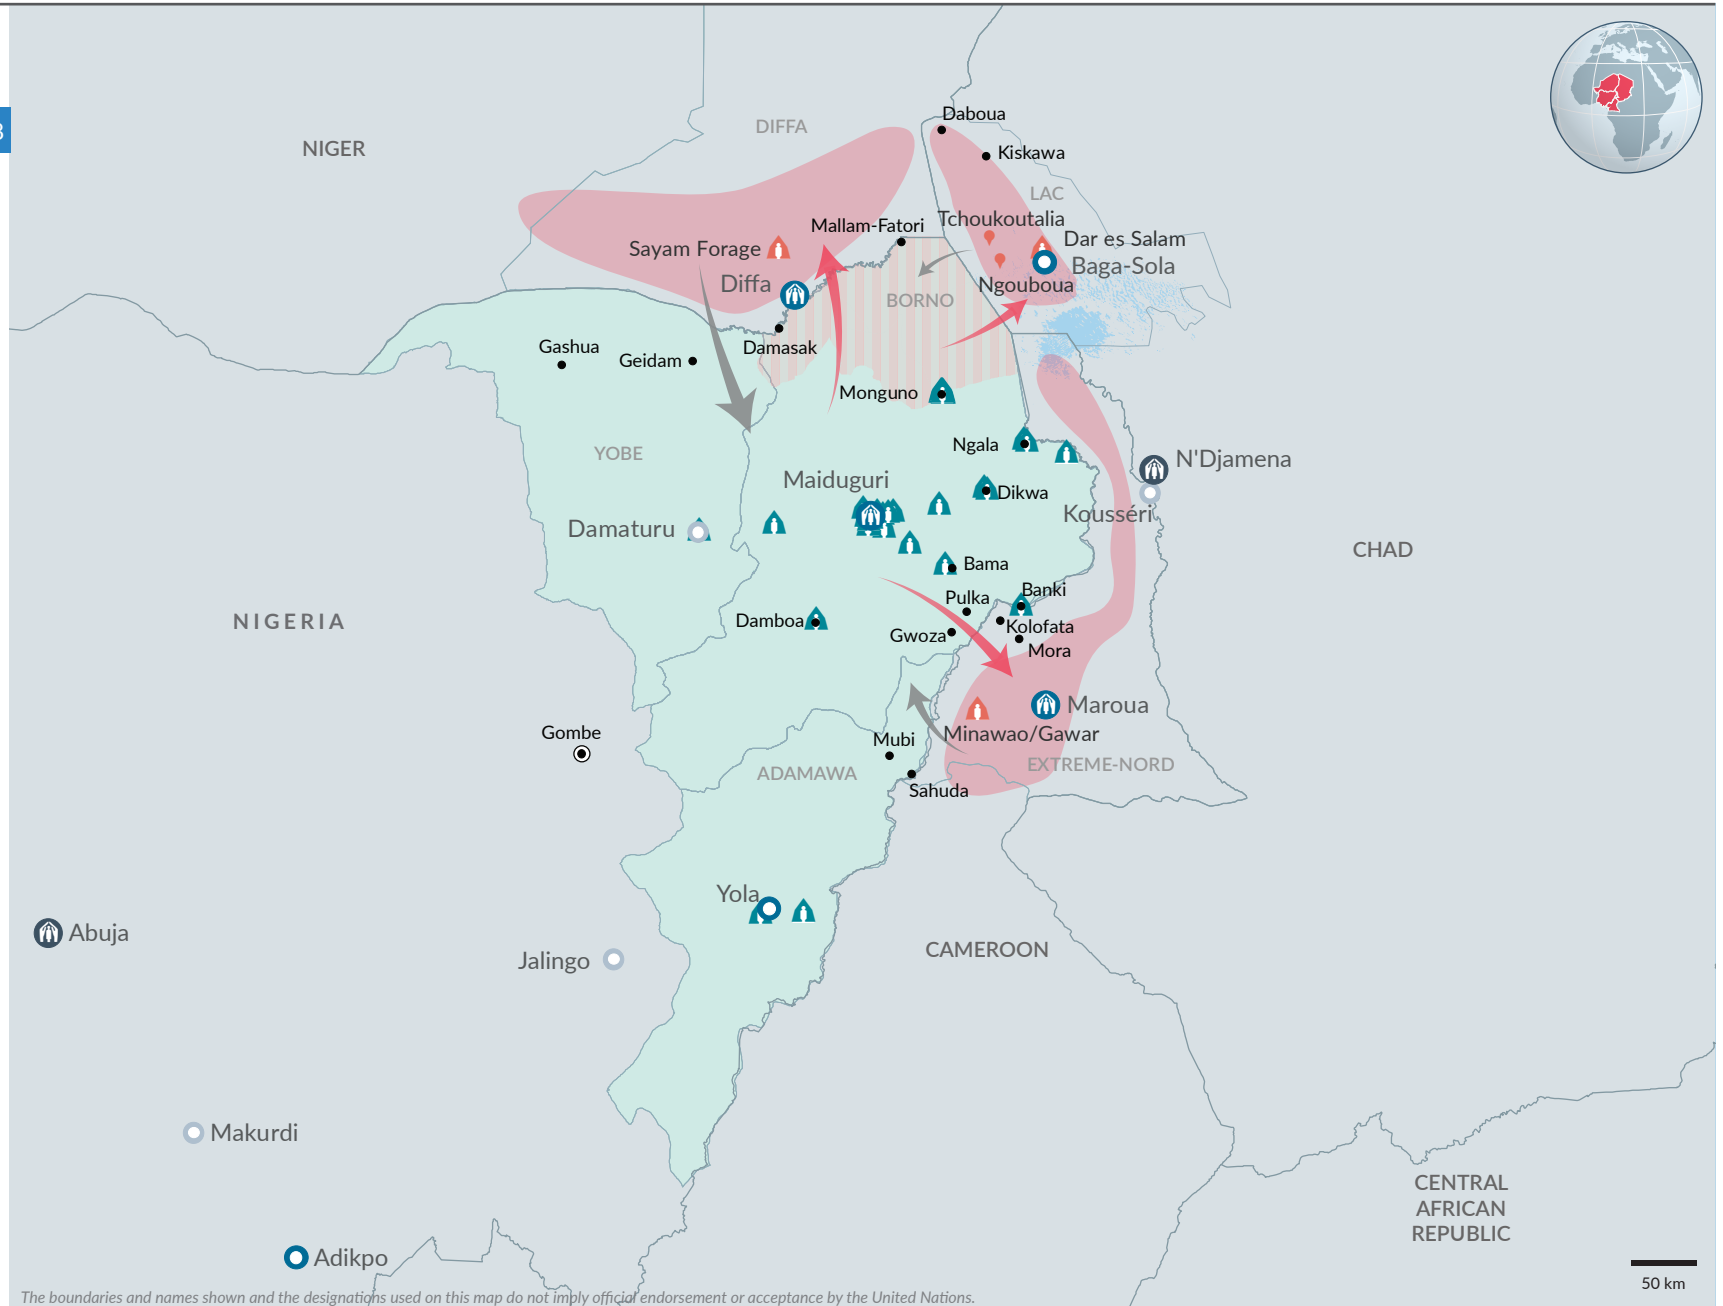 Daboua
DIFFA
3
NIGER
Kiskawa
LAC
Tchoukoutalia
Mallam-Fatori
Sayam Forage
Dar es Salam
Baga-Sola
Diffa
Ngouboua
BORNO
Gashua
Geidam
Damasak
Monguno
Ngala
YOBE
N'Djamena
Maiduguri
Dikwa
Kousséri
Damaturu
CHAD
Bama
Banki
Pulka
NIGERIA
Damboa
Gwoza
Kolofata
Mora
Maroua
Minawao/Gawar
Gombe
Mubi
EXTREME-NORD
ADAMAWA
Sahuda
Yola
Abuja
CAMEROON
Jalingo
Makurdi
CENTRAL
AFRICAN
REPUBLIC
Adikpo
50 km
The boundaries and names shown and the designations used on this map do not imply official endorsement or acceptance by the United Nations.